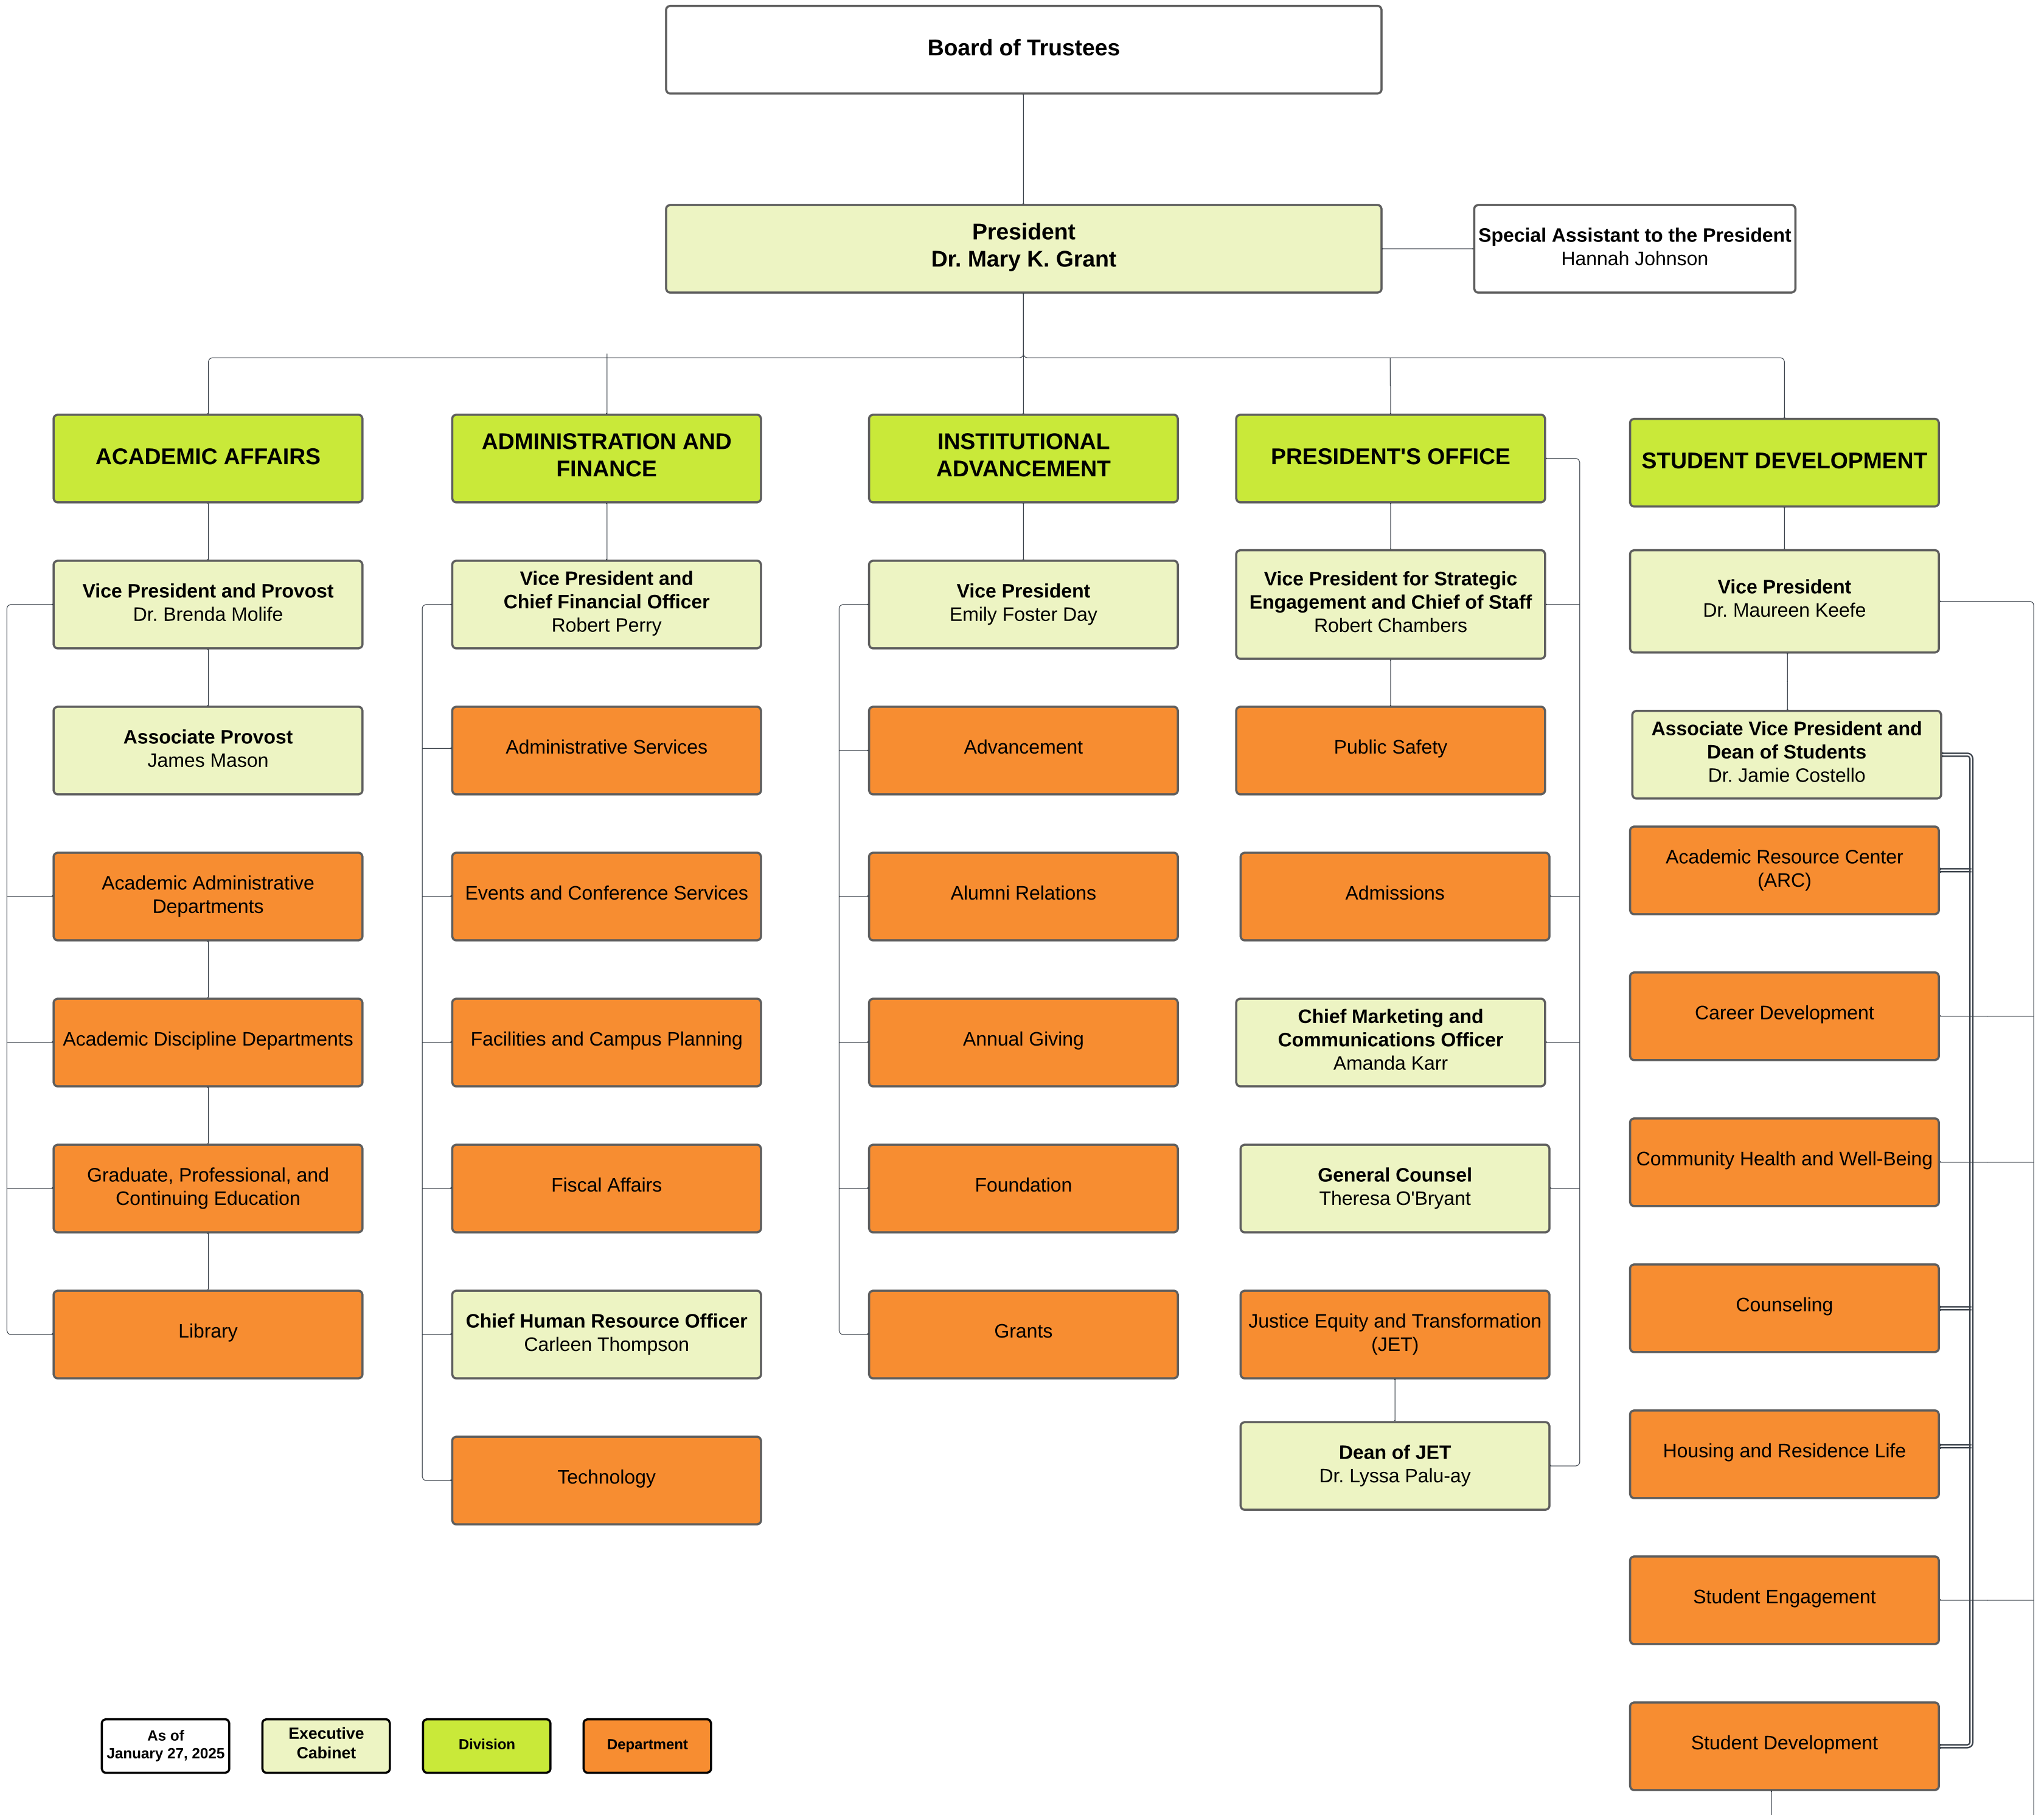 Board of Trustees
President
Dr. Mary K. Grant
Special Assistant to the President
Hannah Johnson
ACADEMIC AFFAIRS
Vice President and Provost
Dr. Brenda Molife
Associate Provost
James Mason
Academic Administrative
Departments
Academic Discipline Departments
Graduate, Professional, and
Continuing Education
Library
ADMINISTRATION AND
FINANCE
Vice President and
Chief Financial Officer
Robert Perry
Administrative Services
Events and Conference Services
Facilities and Campus Planning
Fiscal Affairs
Chief Human Resource Officer
Carleen Thompson
Technology
INSTITUTIONAL
ADVANCEMENT
Vice President
Emily Foster Day
Advancement
Alumni Relations
Annual Giving
Foundation
Grants
PRESIDENT'S OFFICE
Vice President for Strategic
Engagement and Chief of Staff
Robert Chambers
Public Safety
Admissions
Chief Marketing and
Communications Officer
Amanda Karr
General Counsel
Theresa O'Bryant
Justice Equity and Transformation
(JET)
Dean of JET
Dr. Lyssa Palu-ay
STUDENT DEVELOPMENT
Vice President
Dr. Maureen Keefe
Associate Vice President and
Dean of Students
Dr. Jamie Costello
Academic Resource Center
(ARC)
Career Development
Community Health and Well-Being
Counseling
Housing and Residence Life
Student Engagement
Student Development
As of
January 27, 2025
Executive
Cabinet
Division
Department